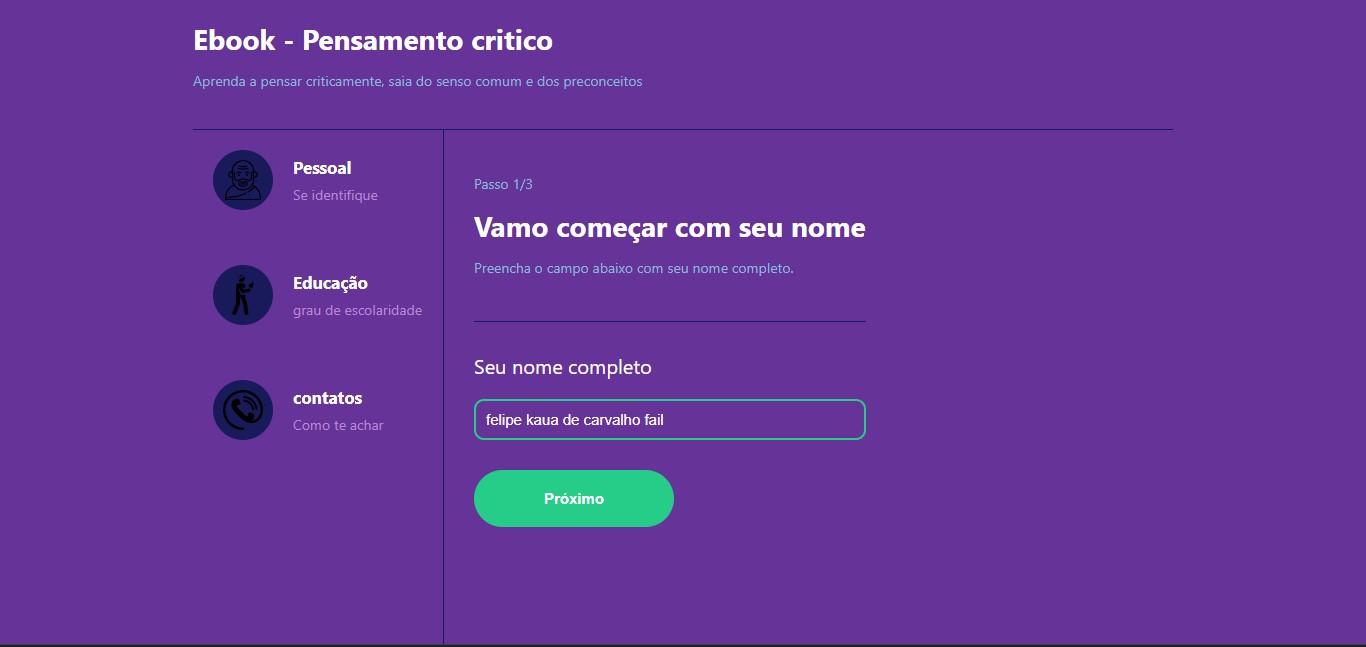 Ebook - Pensamento critico
Aprenda a pensar criticamente, saia do senso comum e dos preconceitos
Pessoal
Se identifique
Educação
grau de escolaridade
contatos
Como te achar
Passo 1/3
Vamo começar com seu nome
Preencha o campo abaixo com seu nome completo.
Seu nome completo
felipe kaua de carvalho fail
Próximo